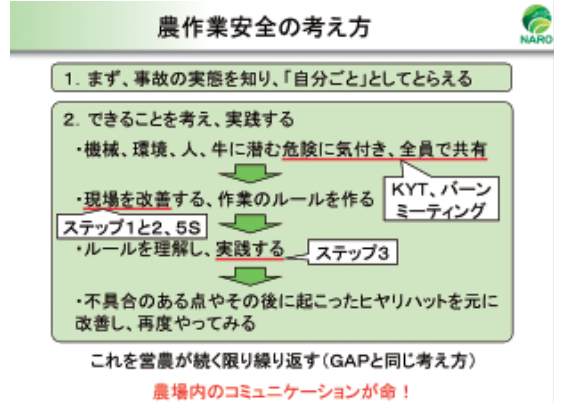 農作業安全の考え方
NARO
1．まず、事故の実態を知り、「自分ごと」としてとらえる
2．できることを考え、実践する
・機械、環境、人、牛に潜む危険に気付き、全員で共有
KYT、バーン
ミーティング
・現場を改善する、作業のルールを作る
ステップ1と2、5S
・ルールを理解し、実践する
ステップ3
・不具合のある点やその後に起こったヒヤリハットを元に
改善し、再度やってみる
これを営農が続く限り繰り返す（GAPと同じ考え方）
農場内のコミュニケーションが命！